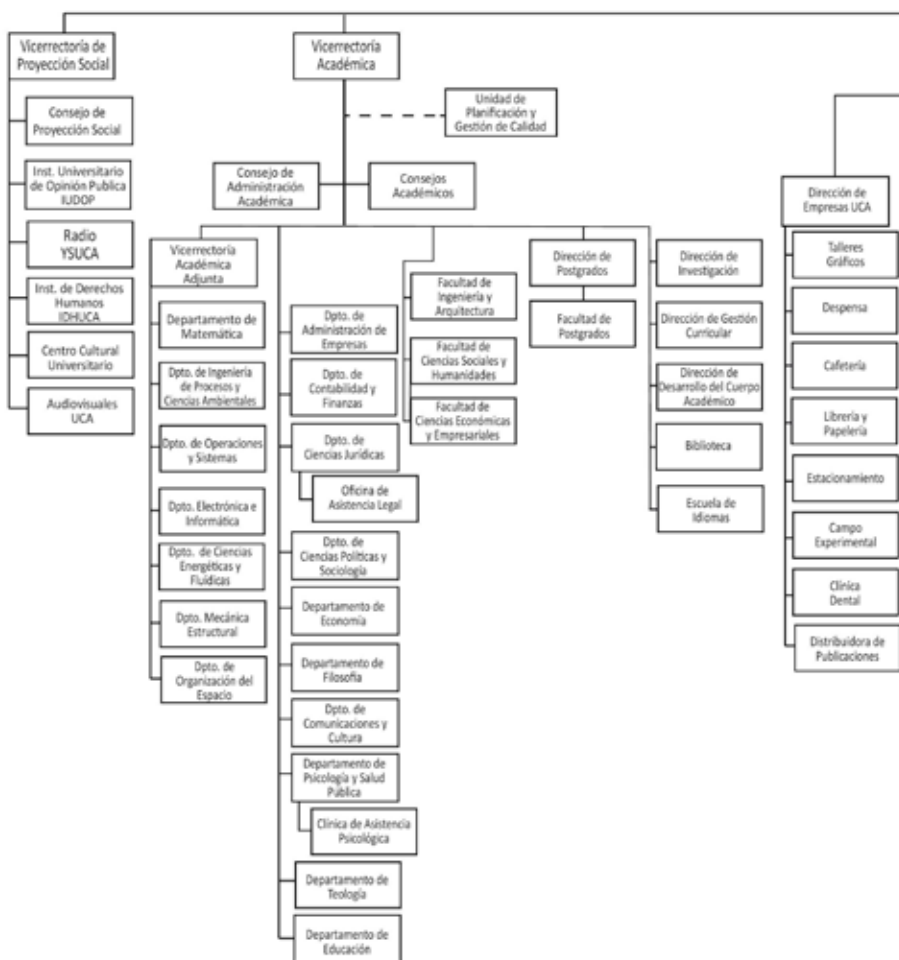 Vicerrectoría de
Proyección Social
Consejo de
Proyección Social
Inst. Universitario
de Opinión Publica
IUDOP
Radio
YSUCA
Inst. de Derechos
Humanos
IDHUCA
Centro Cultural
Universitario
Audiovisuales
UCA
Vicerrectoría
Académica
Unidad de
Planificación y
Gestión de Calidad
Consejo de
Administración
Académica
Consejos
Académicos
Vicerrectoría
Académica
Adjunta
Departamento de
Matemática
Dpto. de Ingeniería
de Procesos y
Ciencias Ambientales
Dpto. de Operaciones
y Sistemas
Dpto. Electrónica e
Informática
Dpto. de Ciencias
Energéticas y
Fluídicas
Dpto. Mecánica
Estructural
Dpto. de
Organización del
Espacio
Dpto. de
Administración de
Empresas
Dpto. de
Contabilidad y
Finanzas
Dpto. de
Ciencias Jurídicas
Oficina de
Asistencia Legal
Dpto. de
Ciencias Políticas y
Sociología
Departamento de
Economía
Departamento de
Filosofía
Dpto. de
Comunicaciones y
Cultura
Departamento de
Psicología y Salud
Pública
Clínica de Asistencia
Psicológica
Departamento de
Teología
Departamento de
Educación
Facultad de
Ingeniería y
Arquitectura
Facultad de
Ciencias Sociales y
Humanidades
Facultad de
Ciencias Económicas
y Empresariales
Dirección de
Postgrados
Facultad de
Postgrados
Dirección de
Investigación
Dirección de Gestión
Curricular
Dirección de
Desarrollo del Cuerpo
Académico
Biblioteca
Escuela de
Idiomas
Dirección de
Empresas UCA
Talleres
Gráficos
Despensa
Cafetería
Librería y
Papelería
Estacionamiento
Campo
Experimental
Clínica
Dental
Distribuidora de
Publicaciones